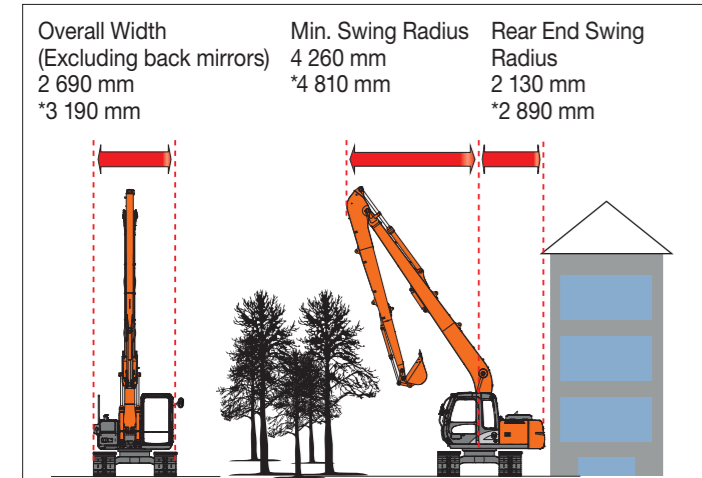 Overall Width
(Excluding back mirrors)
2 690 mm
*3 190 mm
Min. Swing Radius
4 260 mm
*4 810 mm
Rear End Swing
Radius
2 130 mm
*2 890 mm